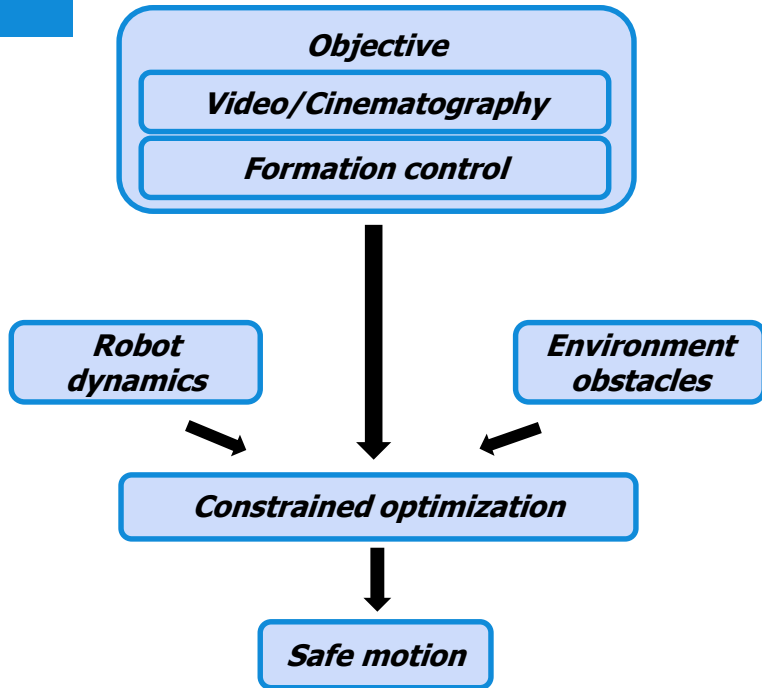 Objective
Video/Cinematography
Formation control
Robot
dynamics
Environment
obstacles
Constrained optimization
Safe motion